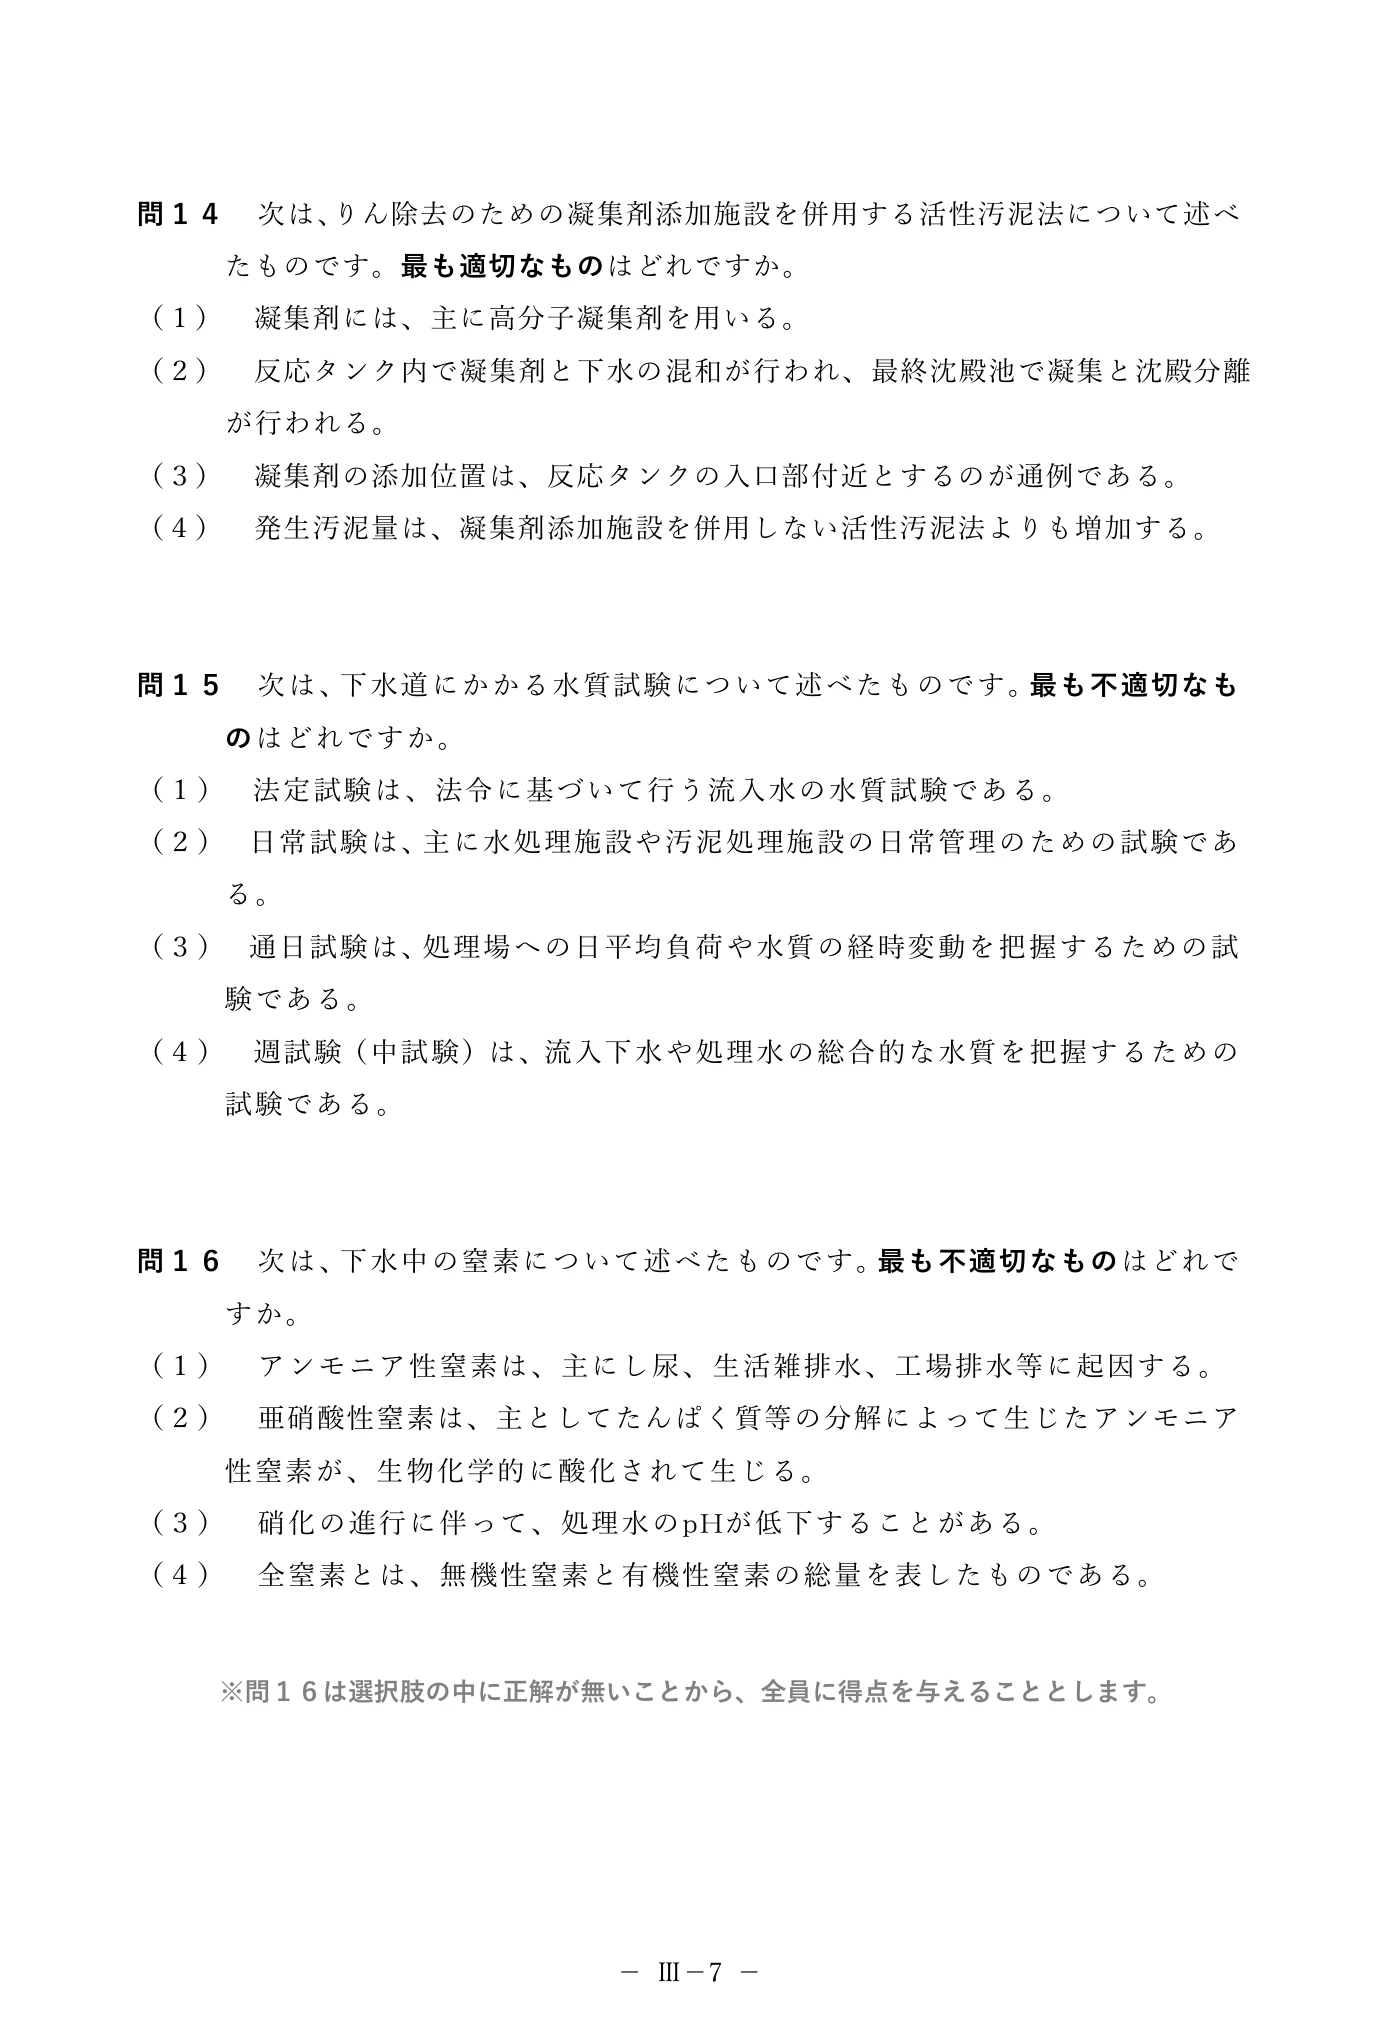 問１４　次は、りん除去のための凝集剤添加施設を併用する活性汚泥法について述べ
たものです。最も適切なものはどれですか。
（１）　凝集剤には、主に高分子凝集剤を用いる。
（２）　反応タンク内で凝集剤と下水の混和が行われ、最終沈殿池で凝集と沈殿分離
が行われる。
（３）　凝集剤の添加位置は、反応タンクの入口部付近とするのが通例である。
（４）　発生汚泥量は、凝集剤添加施設を併用しない活性汚泥法よりも増加する。
問１５　次は、下水道にかかる水質試験について述べたものです。最も不適切なも
のはどれですか。
（１）　法定試験は、法令に基づいて行う流入水の水質試験である。
（２）　日常試験は、主に水処理施設や汚泥処理施設の日常管理のための試験であ
る。
（３）　通日試験は、処理場への日平均負荷や水質の経時変動を把握するための試
験である。
（４）　週試験（中試験）は、流入下水や処理水の総合的な水質を把握するための
試験である。
問１６　次は、下水中の窒素について述べたものです。最も不適切なものはどれで
すか。
（１）　アンモニア性窒素は、主にし尿、生活雑排水、工場排水等に起因する。
（２）　亜硝酸性窒素は、主としてたんぱく質等の分解によって生じたアンモニア
性窒素が、生物化学的に酸化されて生じる。
（３）　硝化の進行に伴って、処理水のpHが低下することがある。
（４）　全窒素とは、無機性窒素と有機性窒素の総量を表したものである。
※問１６は選択肢の中に正解が無いことから、全員に得点を与えることとします。
－　Ⅲ－7　－